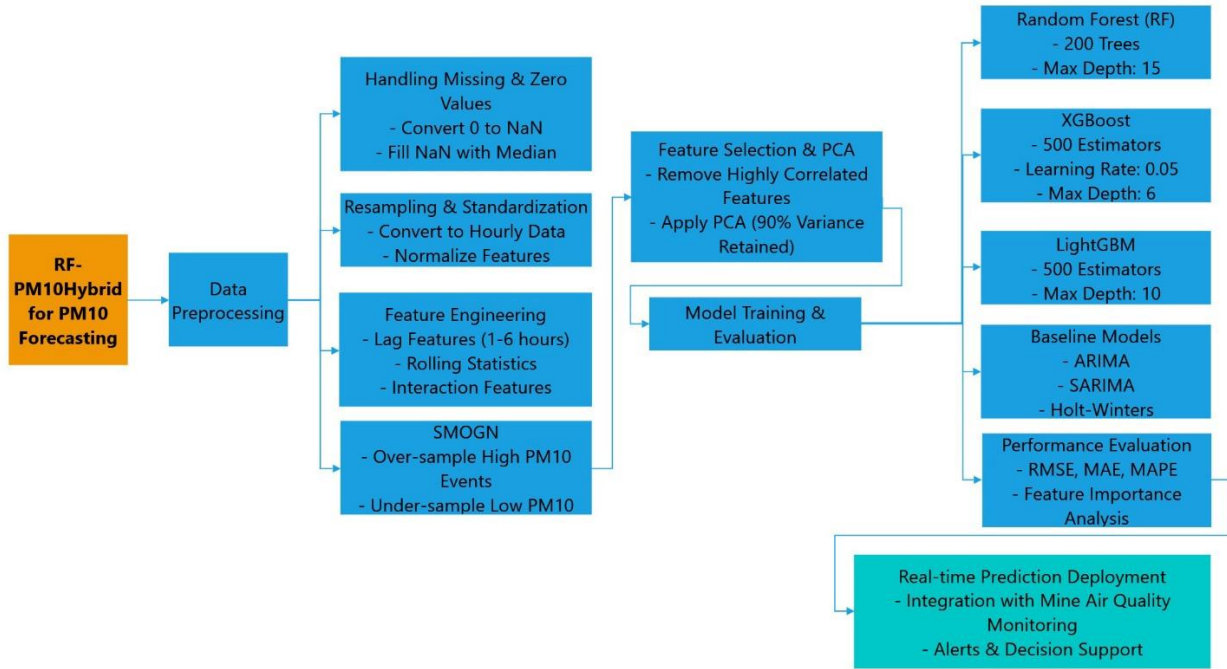 RF-
PM10Hybrid
for PM10
Forecasting
Data
Preprocessing
Handling Missing & Zero
Values
- Convert 0 to NaN
- Fill NaN with Median
Resampling & Standardization
- Convert to Hourly Data
- Normalize Features
Feature Engineering
- Lag Features (1-6 hours)
- Rolling Statistics
- Interaction Features
SMOGN
- Over-sample High PM10
Events
- Under-sample Low PM10
Feature Selection & PCA
- Remove Highly Correlated
Features
- Apply PCA (90% Variance
Retained)
Model Training &
Evaluation
Random Forest (RF)
- 200 Trees
- Max Depth: 15
XGBoost
- 500 Estimators
- Learning Rate: 0.05
- Max Depth: 6
LightGBM
- 500 Estimators
- Max Depth: 10
Baseline Models
- ARIMA
- SARIMA
- Holt-Winters
Performance Evaluation
- RMSE, MAE, MAPE
- Feature Importance
Analysis
Real-time Prediction Deployment
- Integration with Mine Air Quality
Monitoring
- Alerts & Decision Support